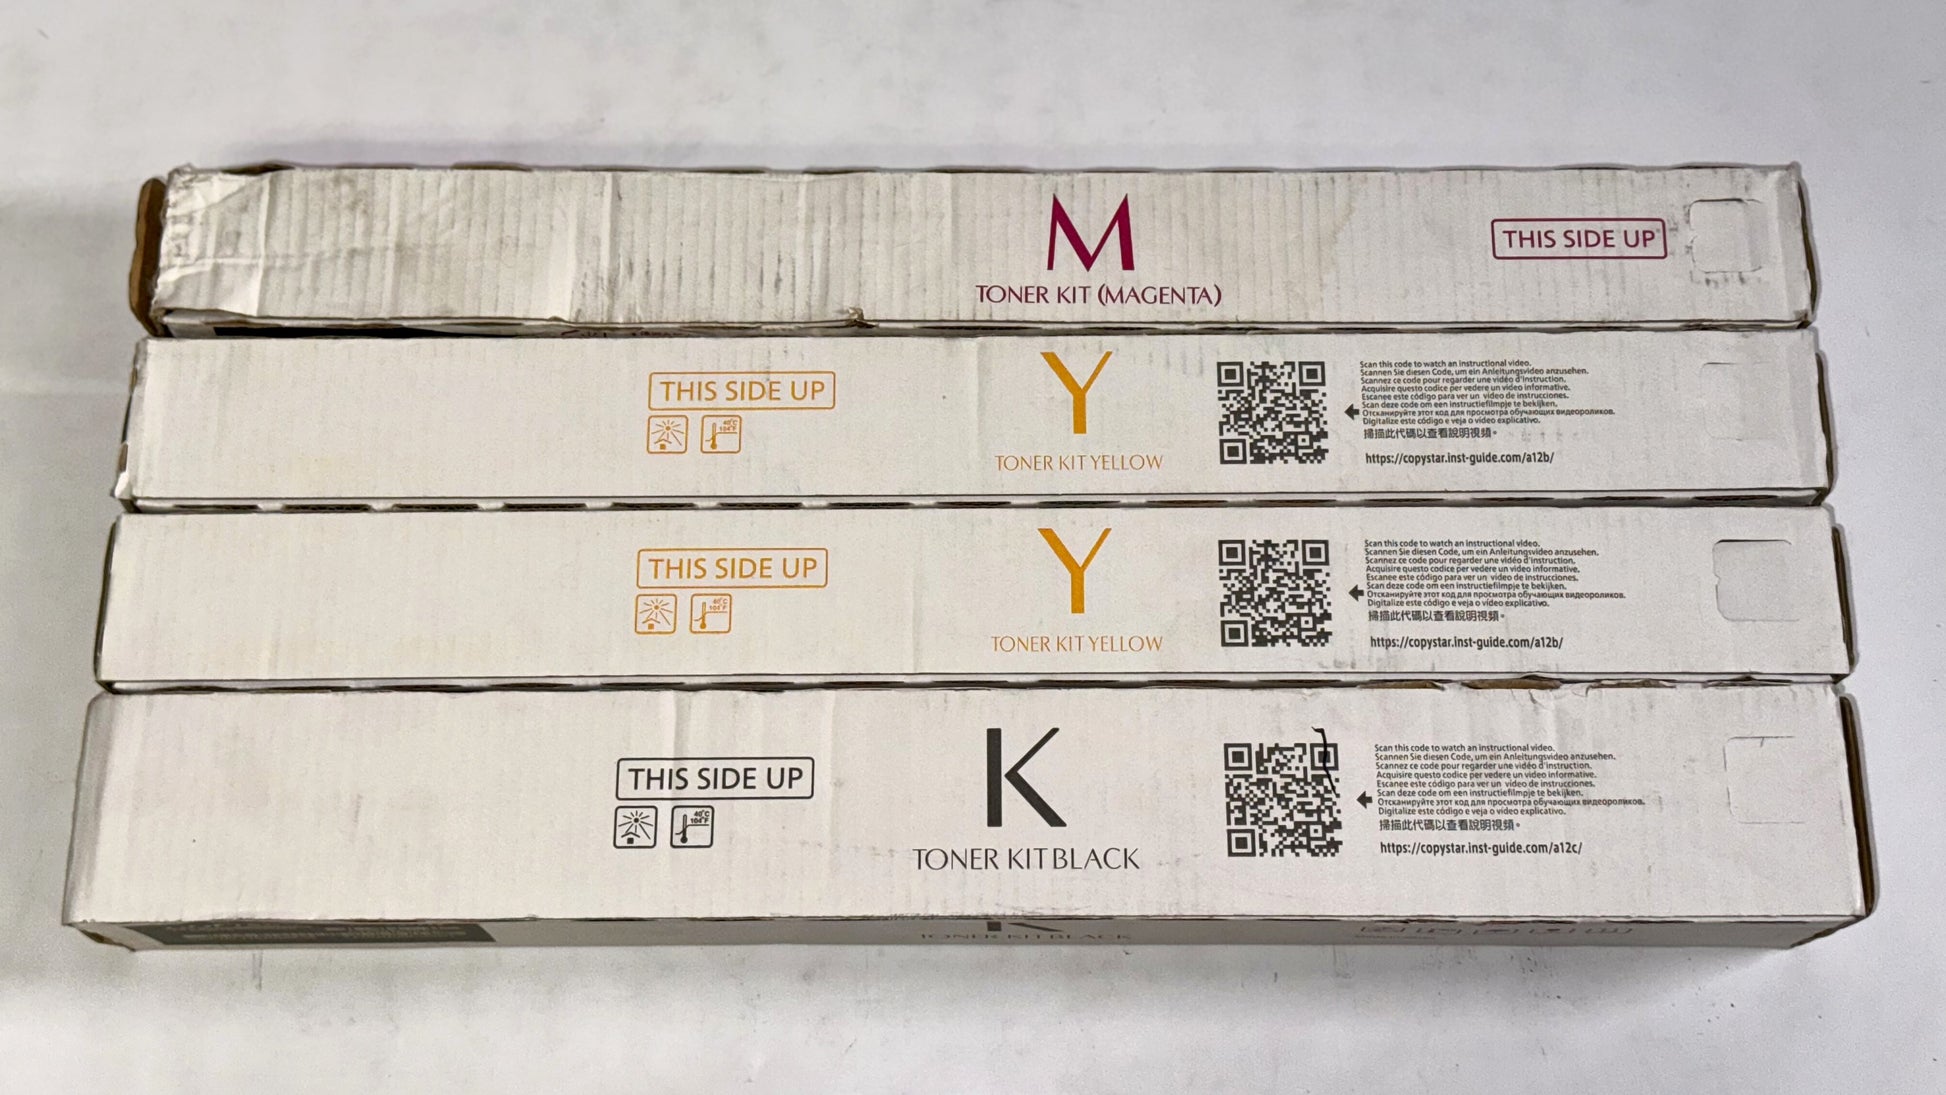 M
TONER KIT (MAGENTA)
THIS SIDE UP
THIS SIDE UP
40°C
104°F
Y
TONER KIT YELLOW
Scan this code to watch an instructional video.
Scannen Sie diesen Code, um ein Anleitungsvideo anzusehen.
Scannez ce code pour regarder une vidéo d'instruction.
Acquisire questo codice per vedere un video informative.
Escanee este código para ver un video de instrucciones.
Scan deze code om een instructiefilmpje te bekijken.
Отсканируйте этот код для просмотра обучающих видеороликов.
Digitalize este código e veja o vídeo explicativo.
掃描此代碼以查看說明視頻。
https://copystar.inst-guide.com/a12b/
THIS SIDE UP
40°C
104°F
Y
TONER KIT YELLOW
Scan this code to watch an instructional video.
Scannen Sie diesen Code, um ein Anleitungsvideo anzusehen.
Scannez ce code pour regarder une vidéo d'instruction.
Acquisire questo codice per vedere un video informative.
Escanee este código para ver un video de instrucciones.
Scan deze code om een instructiefilmpje te bekijken.
Отсканируйте этот код для просмотра обучающих видеороликов.
Digitalize este código e veja o vídeo explicativo.
掃描此代碼以查看說明視頻。
https://copystar.inst-guide.com/a12b/
THIS SIDE UP
40°C
104°F
K
TONER KIT BLACK
Scan this code to watch an instructional video.
Scannen Sie diesen Code, um ein Anleitungsvideo anzusehen.
Scannez ce code pour regarder une vidéo d'instruction.
Acquisire questo codice per vedere un video informative.
Escanee este código para ver un video de instrucciones.
Scan deze code om een instructiefilmpje te bekijken.
Отсканируйте этот код для просмотра обучающих видеороликов.
Digitalize este código e veja o vídeo explicativo.
掃描此代碼以查看說明視頻。
https://copystar.inst-guide.com/a12c/
K
TONER KIT BLACK